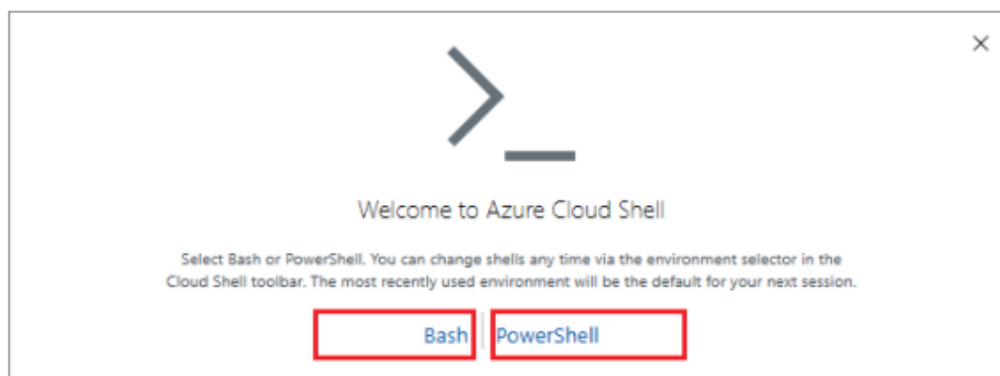 Welcome to Azure Cloud Shell
Select Bash or PowerShell. You can change shells any time via the environment selector in the
Cloud Shell toolbar. The most recently used environment will be the default for your next session.
Bash PowerShell